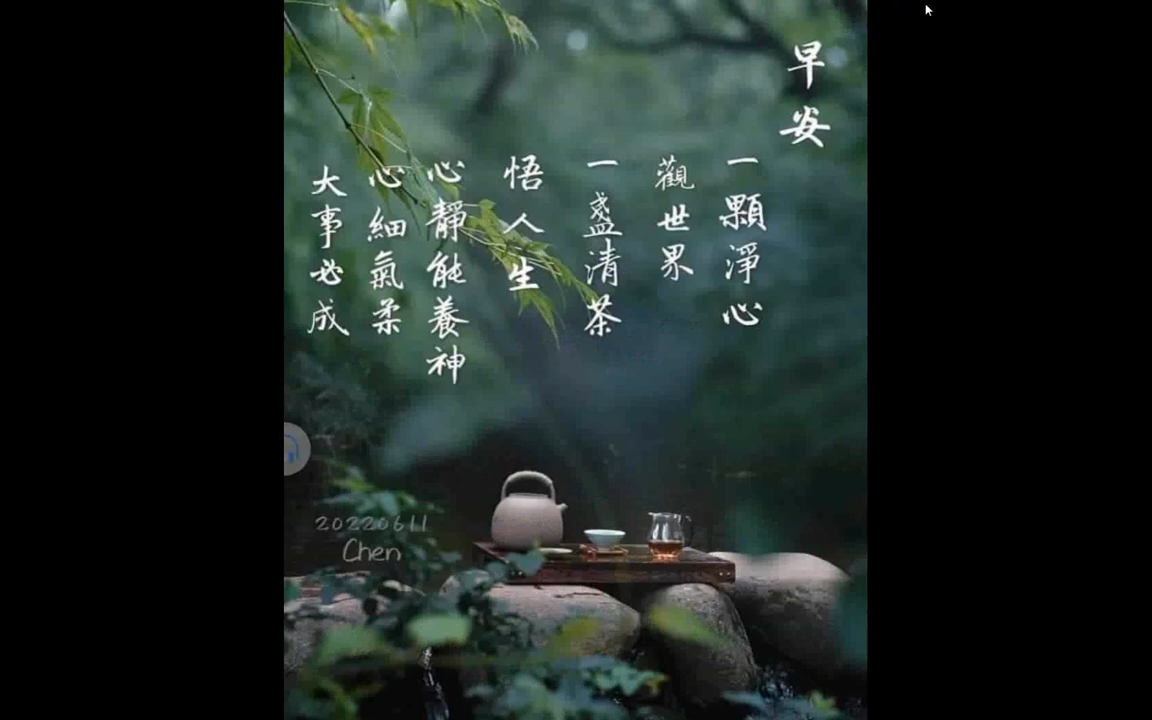 早安
一顆淨心
觀世界
一盏清茶
悟人生
心靜能養神
心細氣柔
大事必成
20220611
Chen